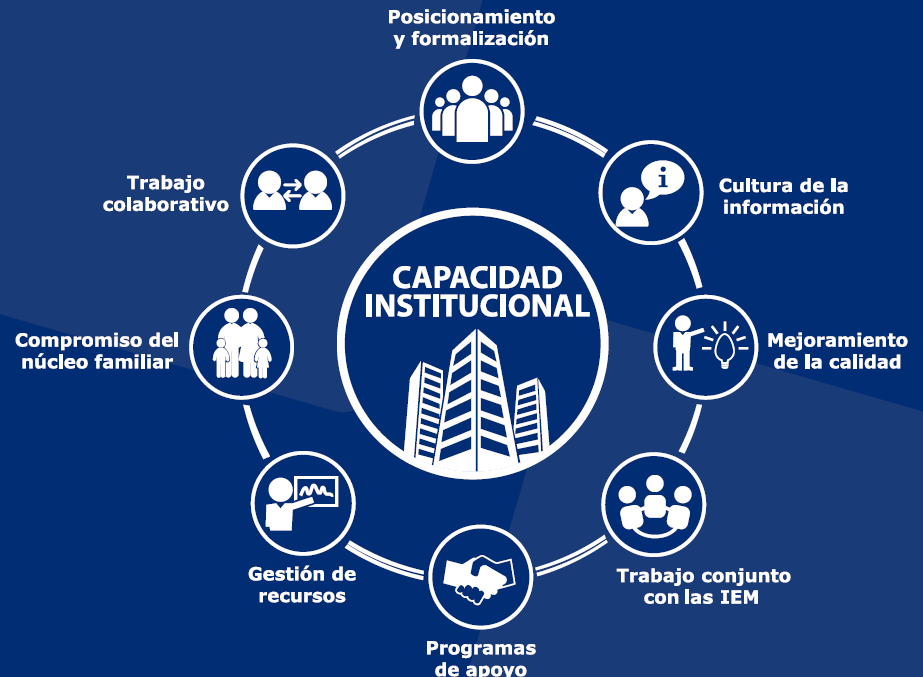 Posicionamiento
y formalización
Cultura de la
información
Mejoramiento
de la calidad
Trabajo conjunto
con las IEM
Programas
de apoyo
Gestión de
recursos
Compromiso del
núcleo familiar
Trabajo
colaborativo
CAPACIDAD
INSTITUCIONAL
i